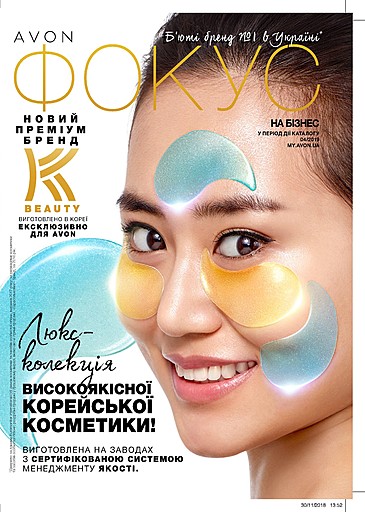 AVON
Б'юті бренд №1 в Україні*
ФОКУС
НА БІЗНЕС
У ПЕРІОД ДІЇ КАТАЛОГУ
04/2019
MY.AVON.UA
НОВИЙ
ПРЕМІУМ
БРЕНД
K
BEAUTY
ВИГОТОВЛЕНО В КОРЕЇ
ЕКСКЛЮЗИВНО
ДЛЯ AVON
Люкс-
колекція
ВИСОКОЯКІСНОЇ
КОРЕЙСЬКОЇ
КОСМЕТИКИ!
ВИГОТОВЛЕНА НА ЗАВОДАХ
З СЕРТИФІКОВАНОЮ СИСТЕМОЮ
МЕНЕДЖМЕНТУ ЯКОСТІ.
30/11/2018 13:52